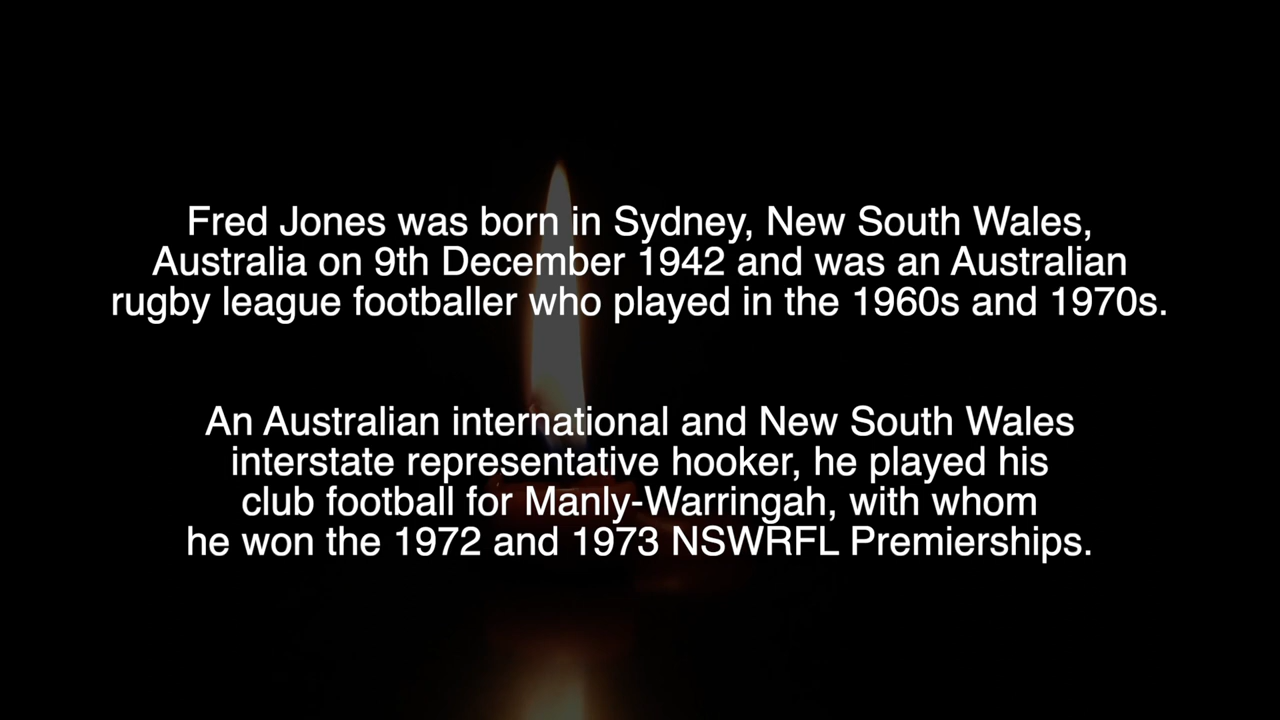 Fred Jones was born in Sydney, New South Wales,
Australia on 9th December 1942 and was an Australian
rugby league footballer who played in the 1960s and 1970s.
An Australian international and New South Wales
interstate representative hooker, he played his
club football for Manly-Warringah, with whom
he won the 1972 and 1973 NSWRFL Premierships.